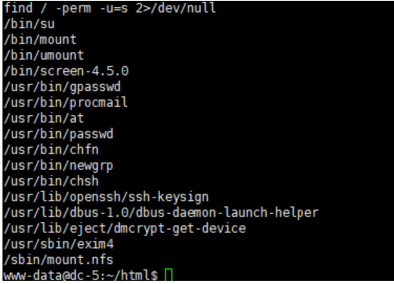 find / -perm -u=s 2>/dev/null
/bin/su
/bin/mount
/bin/umount
/bin/screen-4.5.0
/usr/bin/gpasswd
/usr/bin/procmail
/usr/bin/at
/usr/bin/passwd
/usr/bin/chfn
/usr/bin/newgrp
/usr/bin/chsh
/usr/lib/openssh/ssh-keysign
/usr/lib/dbus-1.0/dbus-daemon-launch-helper
/usr/lib/eject/dmcrypt-get-device
/usr/sbin/exim4
/sbin/mount.nfs
www-data@dc-5:~/html$